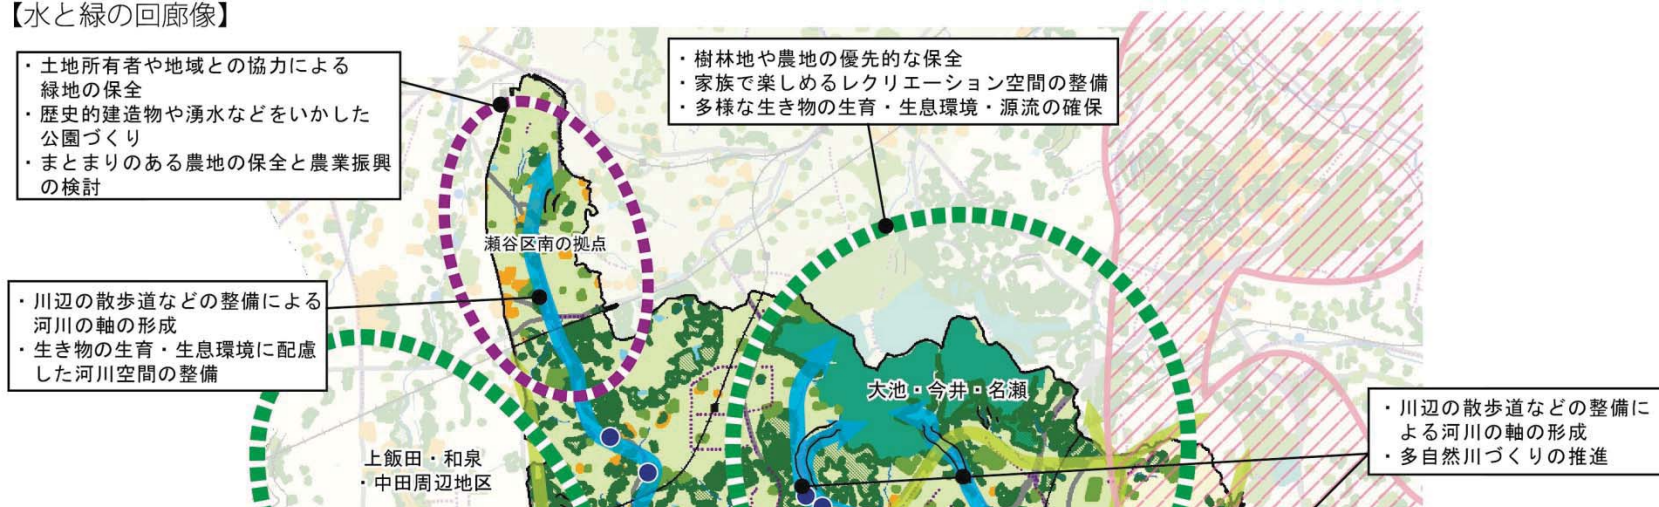 【水と緑の回廊像】
・土地所有者や地域との協力による
緑地の保全
・歴史的建造物や湧水などをいかした
公園づくり
・まとまりのある農地の保全と農業振興
の検討
・樹林地や農地の優先的な保全
・家族で楽しめるレクリエーション空間の整備
・多様な生き物の生育・生息環境・源流の確保
瀬谷区南の拠点
・川辺の散歩道などの整備による
河川の軸の形成
・生き物の生育・生息環境に配慮
した河川空間の整備
大池・今井・名瀬
・川辺の散歩道などの整備に
よる河川の軸の形成
・多自然川づくりの推進
上飯田・和泉
・中田周辺地区